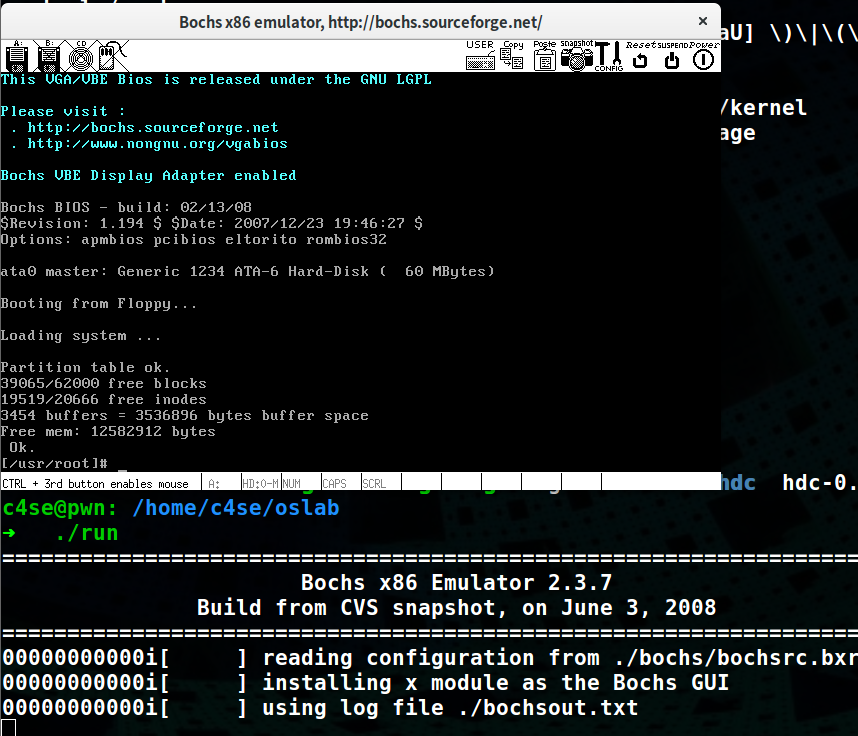 Bochs x86 emulator, http://bochs.sourceforge.net/ ×
A: B: CD USER Copy Paste snapshot CONFIG Reset SUSPEND Power
This VGA/VBE Bios is released under the GNU LGPL
Please visit :
. http://bochs.sourceforge.net
. http://www.nongnu.org/vgabios
Bochs VBE Display Adapter enabled
Bochs BIOS - build: 02/13/08
$Revision: 1.194 $ $Date: 2007/12/23 19:46:27 $
Options: apmbios pcibios eltorito rombios32
ata0 master: Generic 1234 ATA-6 Hard-Disk (  60 MBytes)
Booting from Floppy...
Loading system ...
Partition table ok.
39065/62000 free blocks
19519/20666 free inodes
3454 buffers = 3536896 bytes buffer space
Free mem: 12582912 bytes
Ok.
[/usr/root]# _
CTRL + 3rd button enables mouse A: HD:0-M NUM CAPS SCRL
aU] \)\|\(\
/kernel
age
hdc hdc-0.
c4se@pwn: /home/c4se/oslab
➜ ./run
========================================================================
Bochs x86 Emulator 2.3.7
Build from CVS snapshot, on June 3, 2008
========================================================================
00000000000i[     ] reading configuration from ./bochs/bochsrc.bxr
00000000000i[     ] installing x module as the Bochs GUI
00000000000i[     ] using log file ./bochsout.txt